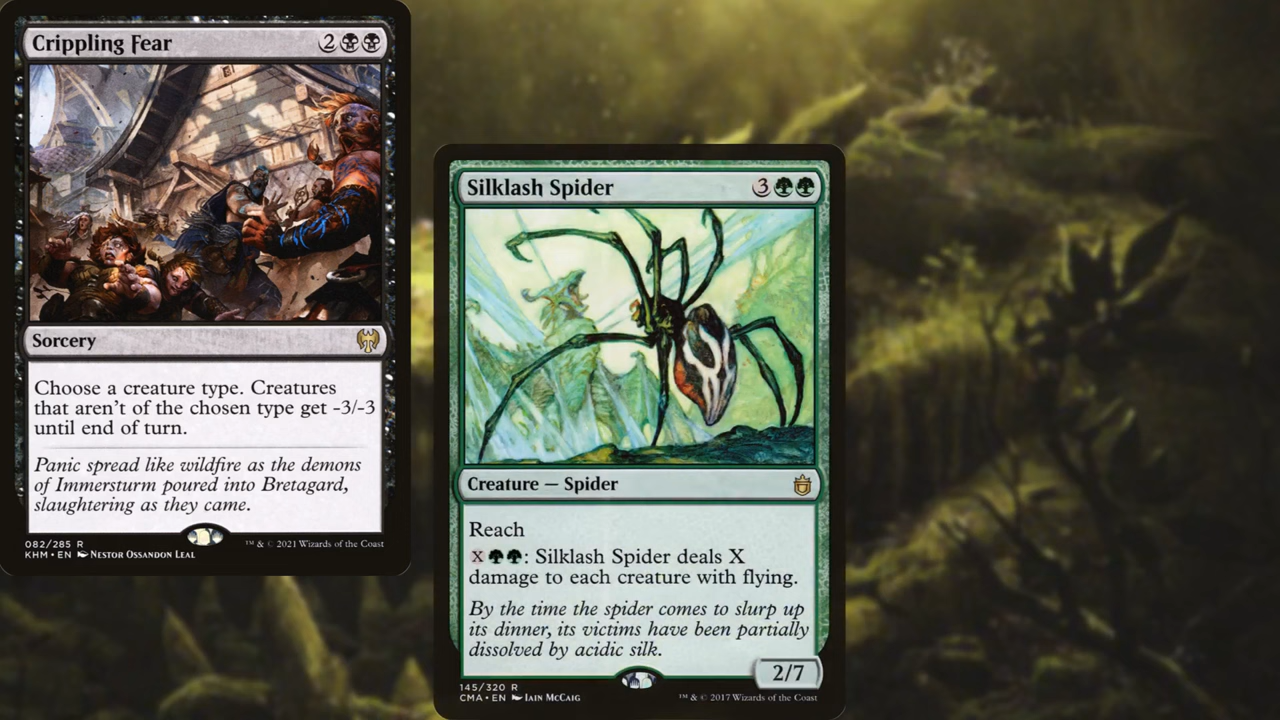 Crippling Fear 2
Sorcery
Choose a creature type. Creatures
that aren't of the chosen type get -3/-3
until end of turn.
Panic spread like wildfire as the demons
of Immersturm poured into Bretagard,
slaughtering as they came.
082/285 R
KHM • EN Nestor Ossandon Leal
™ & © 2021 Wizards of the Coast
Silklash Spider 3
Creature — Spider
Reach
X : Silklash Spider deals X
damage to each creature with flying.
By the time the spider comes to slurp up
its dinner, its victims have been partially
dissolved by acidic silk.
2/7
145/320 R
CMA • EN Iain McCaig
™ & © 2017 Wizards of the Coast